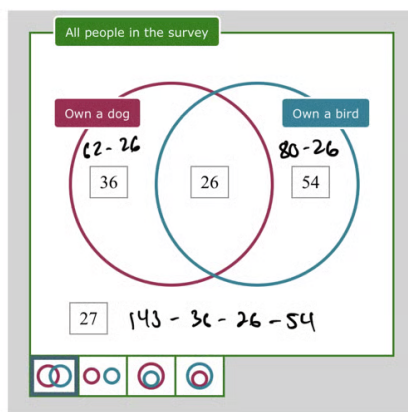 All people in the survey
Own a dog
Own a bird
62 - 26
80 - 26
36
26
54
27
143 - 36 - 26 - 54